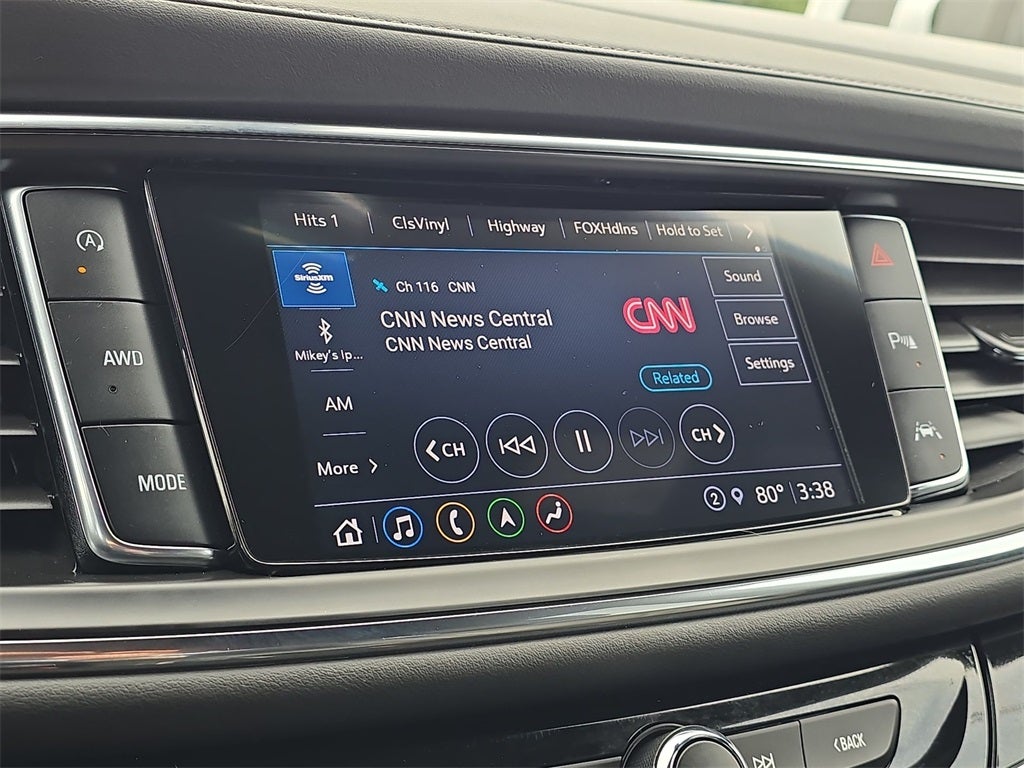 Hits 1 ClsVinyl Highway FOXHdlns Hold to Set
SiriusXM
Ch 116 CNN
CNN News Central
CNN News Central
CNN
Related
Sound
Browse
Settings
Mikey's Ip...
AM
More
CH
CH
2 80° 3:38
A
AWD
MODE
P
BACK